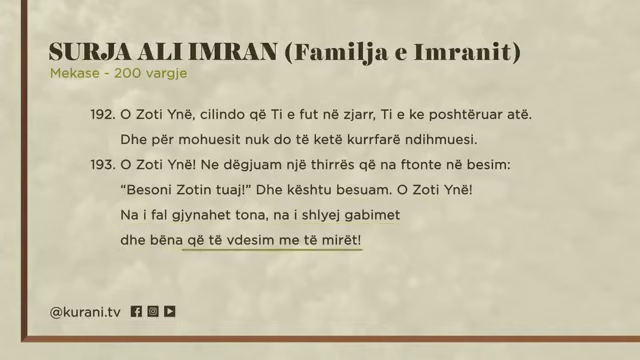 SURJA ALI IMRAN (Familja e Imranit)
Mekase - 200 vargje
192. O Zoti Ynë, cilindo që Ti e fut në zjarr, Ti e ke poshtëruar atë.
Dhe për mohuesit nuk do të ketë kurrfarë ndihmuesi.
193. O Zoti Ynë! Ne dëgjuam një thirrës që na ftonte në besim:
“Besoni Zotin tuaj!” Dhe kështu besuam. O Zoti Ynë!
Na i fal gjynahet tona, na i shlyej gabimet
dhe bëna që të vdesim me të mirët!
@kurani.tv